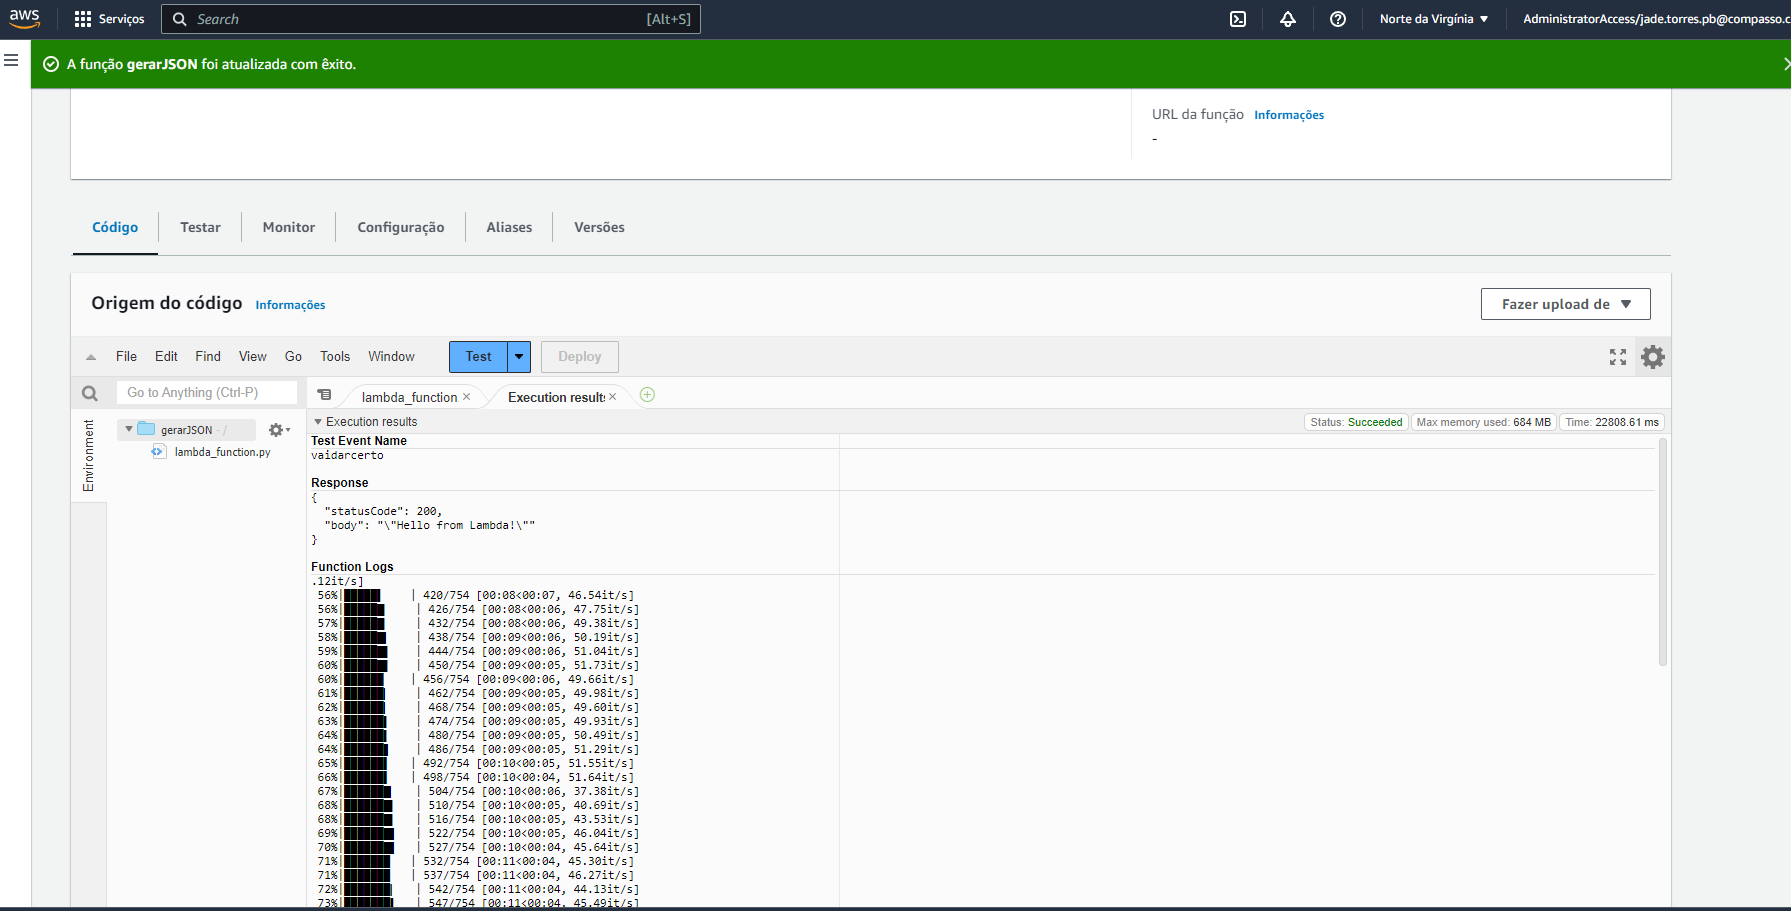 aws
Serviços
Search
[Alt+S]
Norte da Virgínia
AdministratorAccess/jade.torres.pb@compasso.c
A função gerarJSON foi atualizada com êxito.
URL da função Informações
-
Código
Testar
Monitor
Configuração
Aliases
Versões
Origem do código Informações
Fazer upload de
File Edit Find View Go Tools Window
Test
Deploy
Go to Anything (Ctrl-P)
lambda_function
Execution results
Environment
gerarJSON - /
lambda_function.py
Execution results
Status: Succeeded
Max memory used: 684 MB
Time: 22808.61 ms
Test Event Name
vaidarcerto
Response
{
"statusCode": 200,
"body": "\"Hello from Lambda!\""
}
Function Logs
.12it/s]
56%| | 420/754 [00:08<00:07, 46.54it/s]
56%| | 426/754 [00:08<00:06, 47.75it/s]
57%| | 432/754 [00:08<00:06, 49.38it/s]
58%| | 438/754 [00:09<00:06, 50.19it/s]
59%| | 444/754 [00:09<00:06, 51.04it/s]
60%| | 450/754 [00:09<00:05, 51.73it/s]
60%| | 456/754 [00:09<00:06, 49.66it/s]
61%| | 462/754 [00:09<00:05, 49.98it/s]
62%| | 468/754 [00:09<00:05, 49.60it/s]
63%| | 474/754 [00:09<00:05, 49.93it/s]
64%| | 480/754 [00:09<00:05, 50.49it/s]
64%| | 486/754 [00:09<00:05, 51.29it/s]
65%| | 492/754 [00:10<00:05, 51.55it/s]
66%| | 498/754 [00:10<00:04, 51.64it/s]
67%| | 504/754 [00:10<00:06, 37.38it/s]
68%| | 510/754 [00:10<00:05, 40.69it/s]
68%| | 516/754 [00:10<00:05, 43.53it/s]
69%| | 522/754 [00:10<00:05, 46.04it/s]
70%| | 527/754 [00:10<00:04, 45.64it/s]
71%| | 532/754 [00:11<00:04, 45.30it/s]
71%| | 537/754 [00:11<00:04, 46.27it/s]
72%| | 542/754 [00:11<00:04, 44.13it/s]
73%| | 547/754 [00:11<00:04, 45.49it/s]